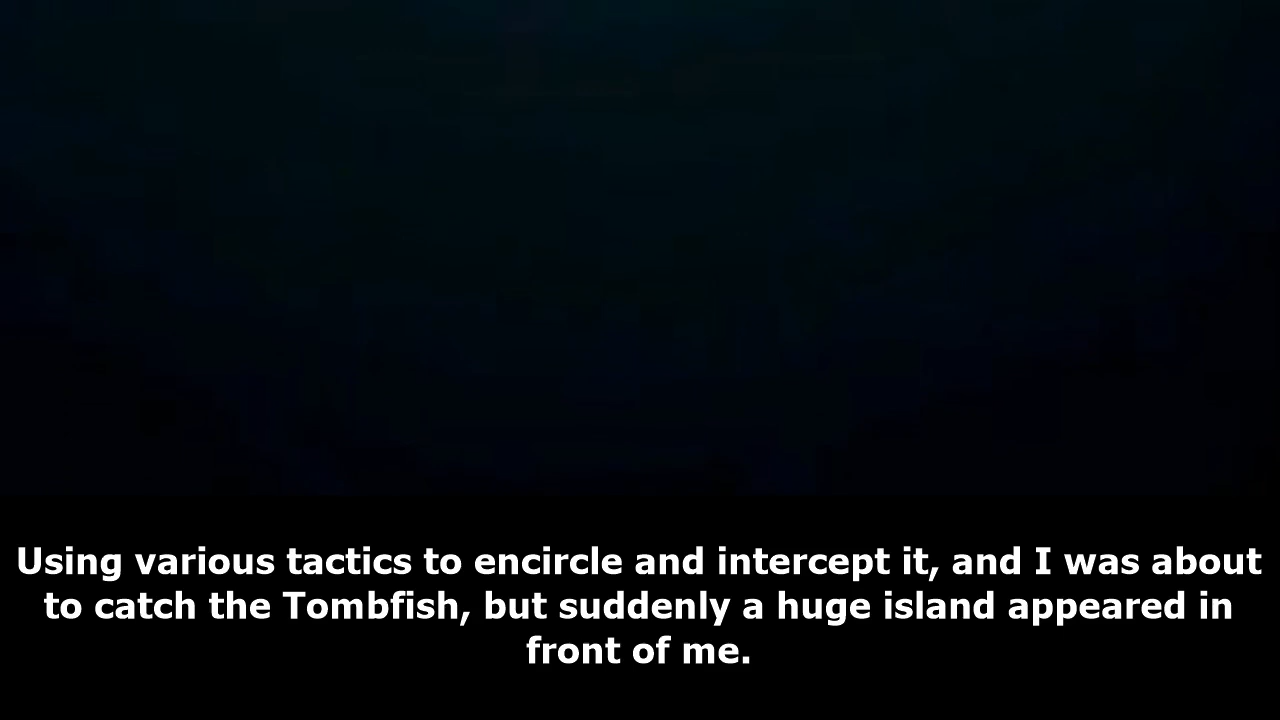 Using various tactics to encircle and intercept it, and I was about
to catch the Tombfish, but suddenly a huge island appeared in
front of me.